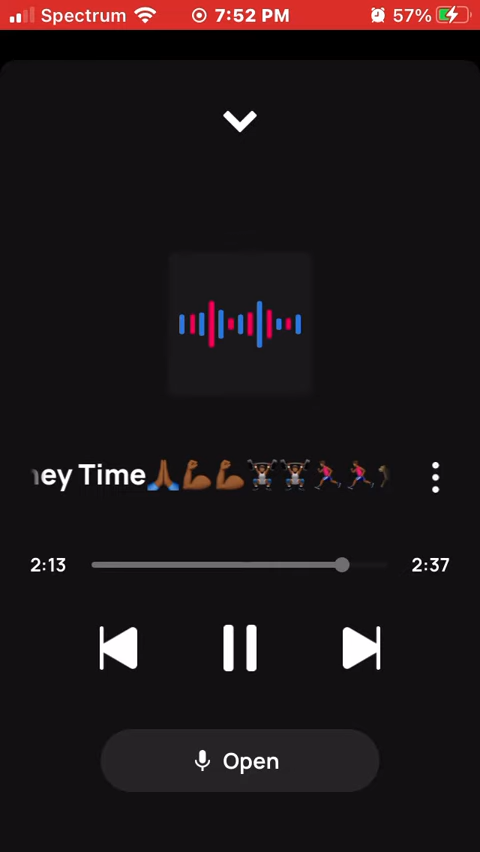 Spectrum 7:52 PM 57%
ey Time🙏🏾💪🏾💪🏾🏋🏾🏋🏾🏃🏾🏃🏾
2:13 2:37
Open